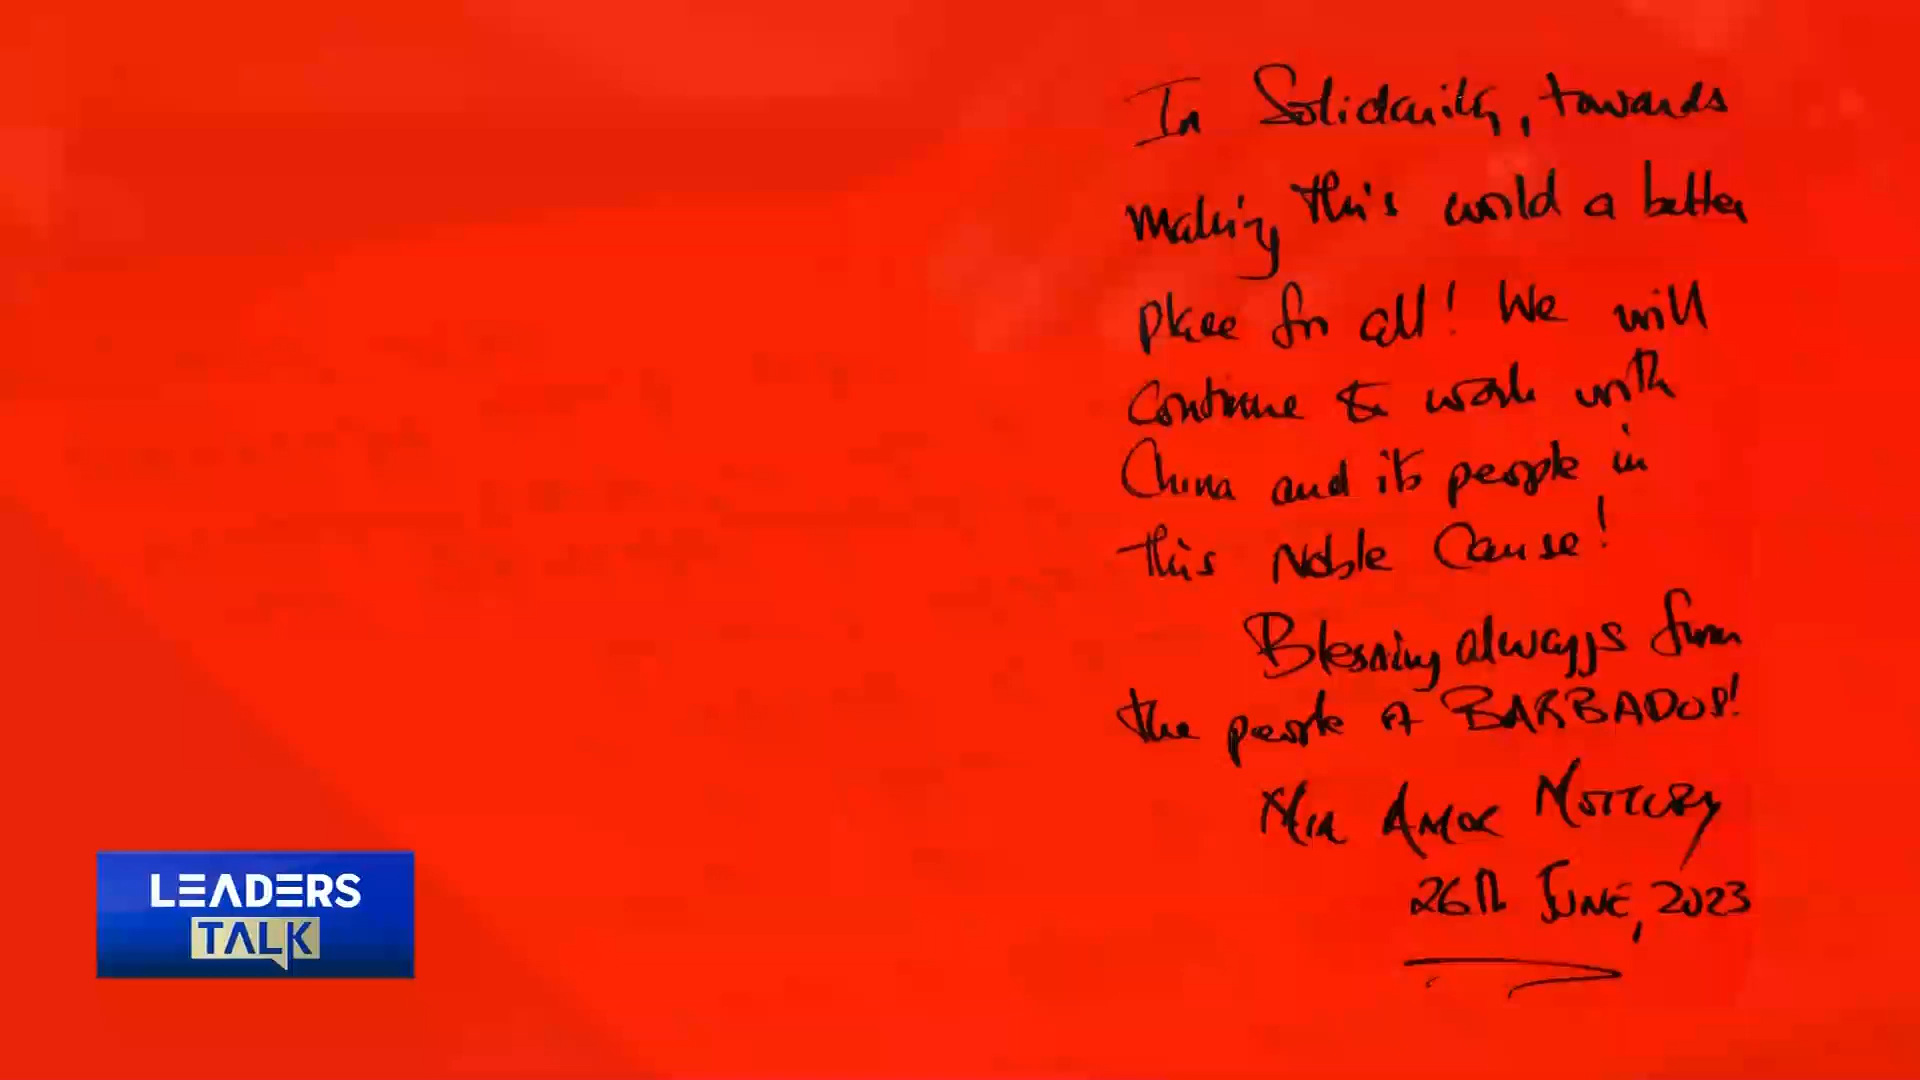 In Solidarity, towards
making this world a better
place for all! We will
continue to work with
China and its people in
this Noble Cause!
Blessing always from
the people of BARBADOS!
Mia Amor Mottley
26th JUNE, 2023
LEADERS
TALK